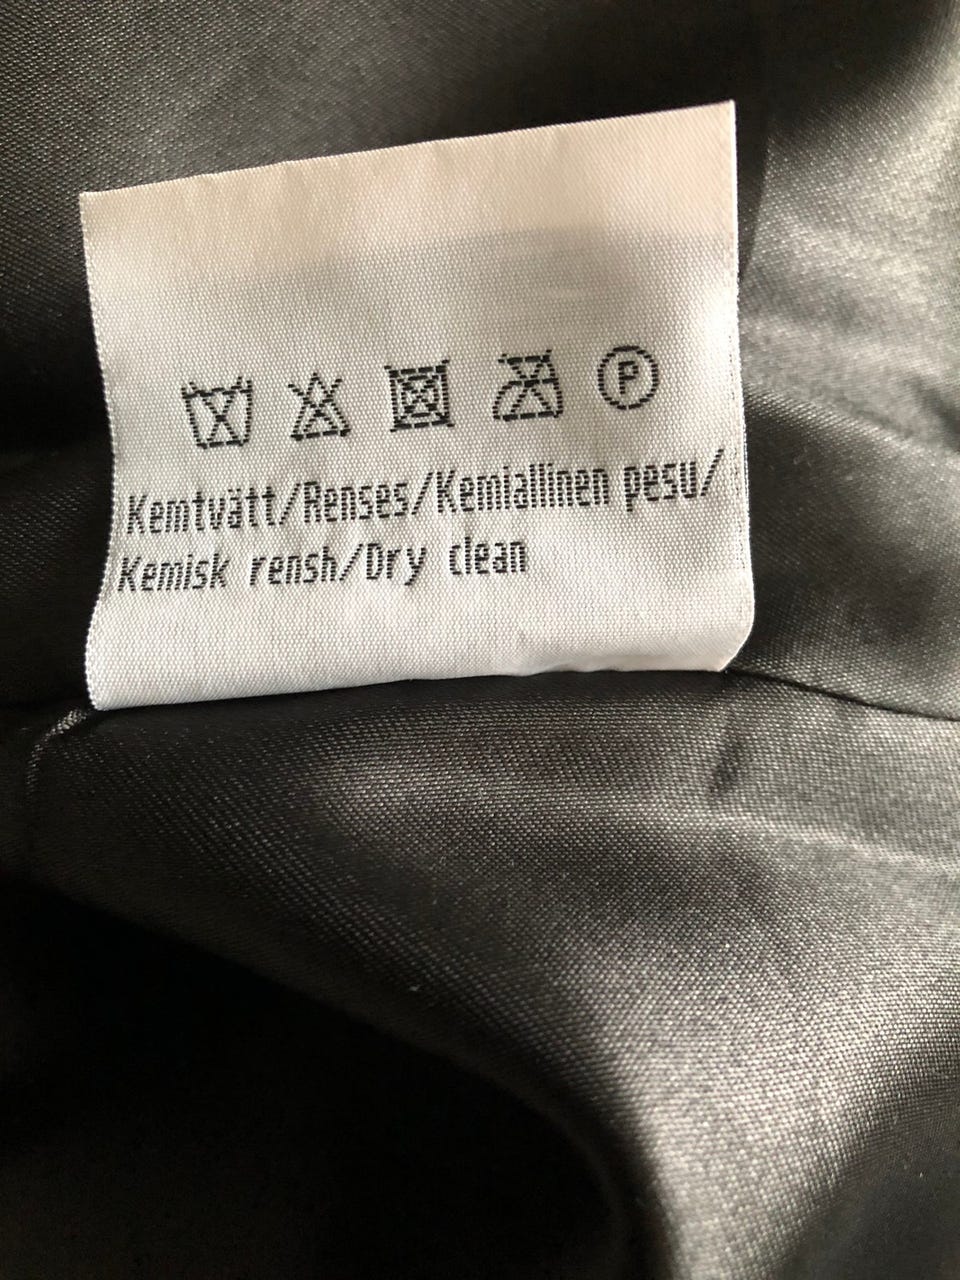 P
Kemtvätt/Renses/Kemiallinen pesu/
Kemisk rensh/Dry clean